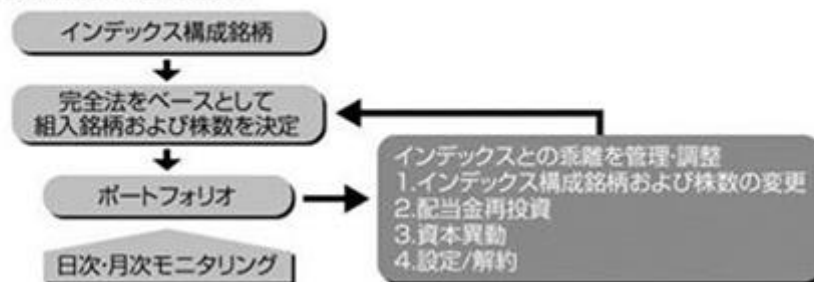 インデックス構成銘柄
完全法をベースとして
組入銘柄および株数を決定
ポートフォリオ
日次・月次モニタリング
インデックスとの乖離を管理・調整
1.インデックス構成銘柄および株数の変更
2.配当金再投資
3.資本異動
4.設定/解約